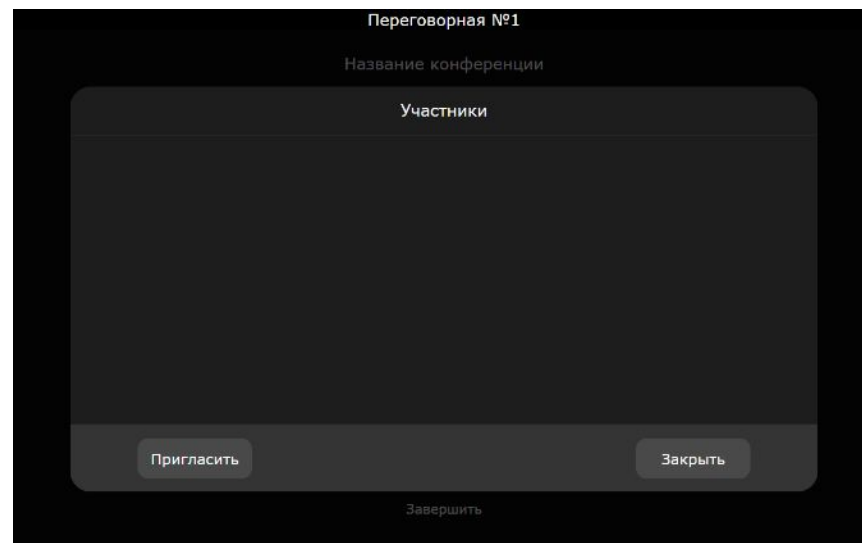 Переговорная №1
Название конференции
Участники
Пригласить Закрыть
Завершить